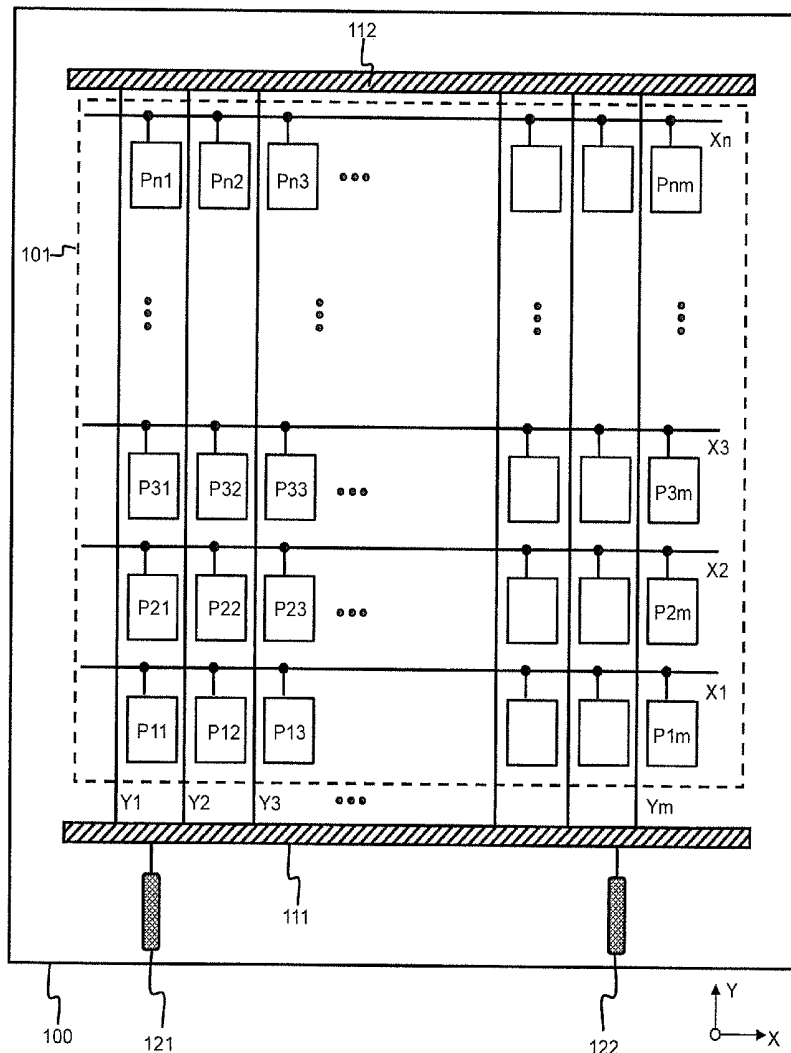 112
Xn
Pn1 Pn2 Pn3 Pnm
101
X3
P31 P32 P33 P3m
X2
P21 P22 P23 P2m
X1
P11 P12 P13 P1m
Y1 Y2 Y3 Ym
111
100
121
122
Y
X